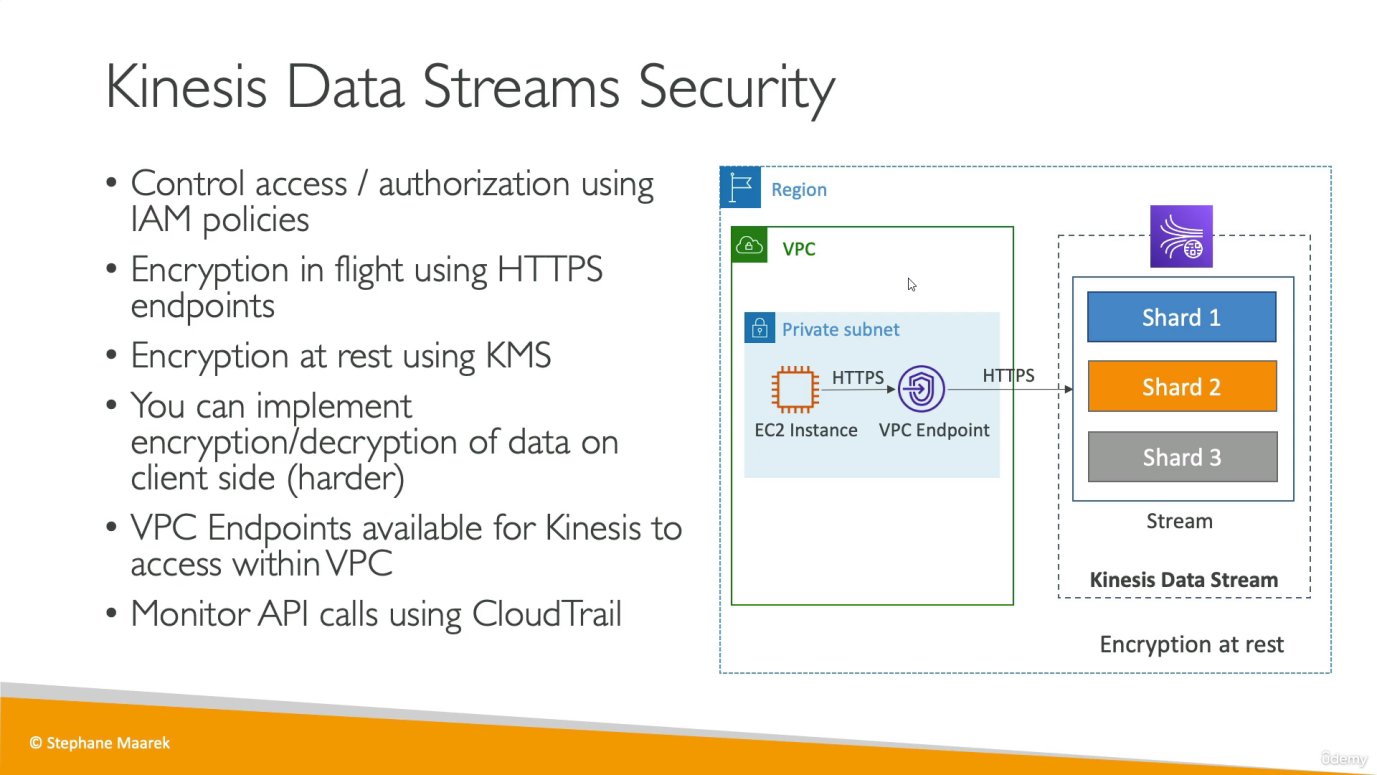 Kinesis Data Streams Security
• Control access / authorization using
IAM policies
• Encryption in flight using HTTPS
endpoints
• Encryption at rest using KMS
• You can implement
encryption/decryption of data on
client side (harder)
• VPC Endpoints available for Kinesis to
access within VPC
• Monitor API calls using CloudTrail
Region
VPC
Private subnet
HTTPS
HTTPS
EC2 Instance
VPC Endpoint
Shard 1
Shard 2
Shard 3
Stream
Kinesis Data Stream
Encryption at rest
© Stephane Maarek
ûdemy